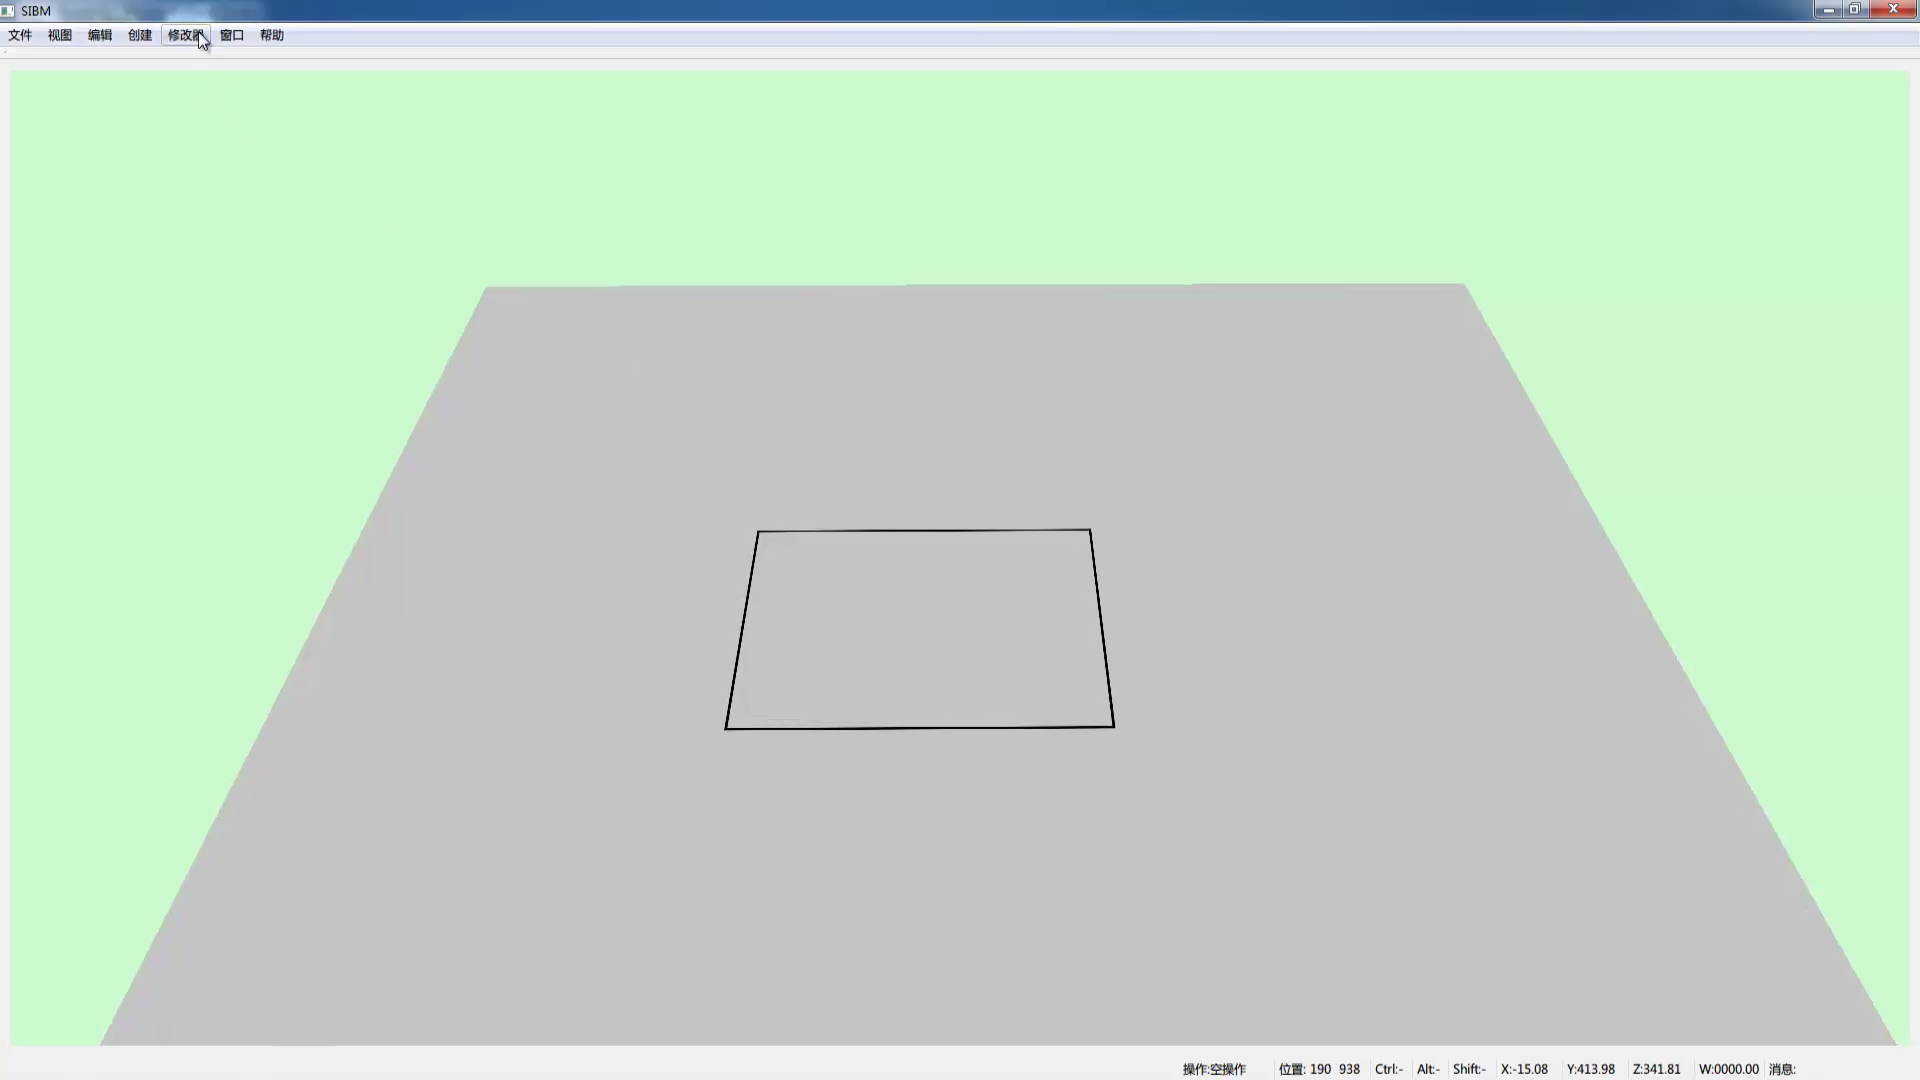 SIBM
文件 视图 编辑 创建 修改器 窗口 帮助
操作:空操作 位置: 190 938 Ctrl:- Alt:- Shift:- X:-15.08 Y:413.98 Z:341.81 W:0000.00 消息: